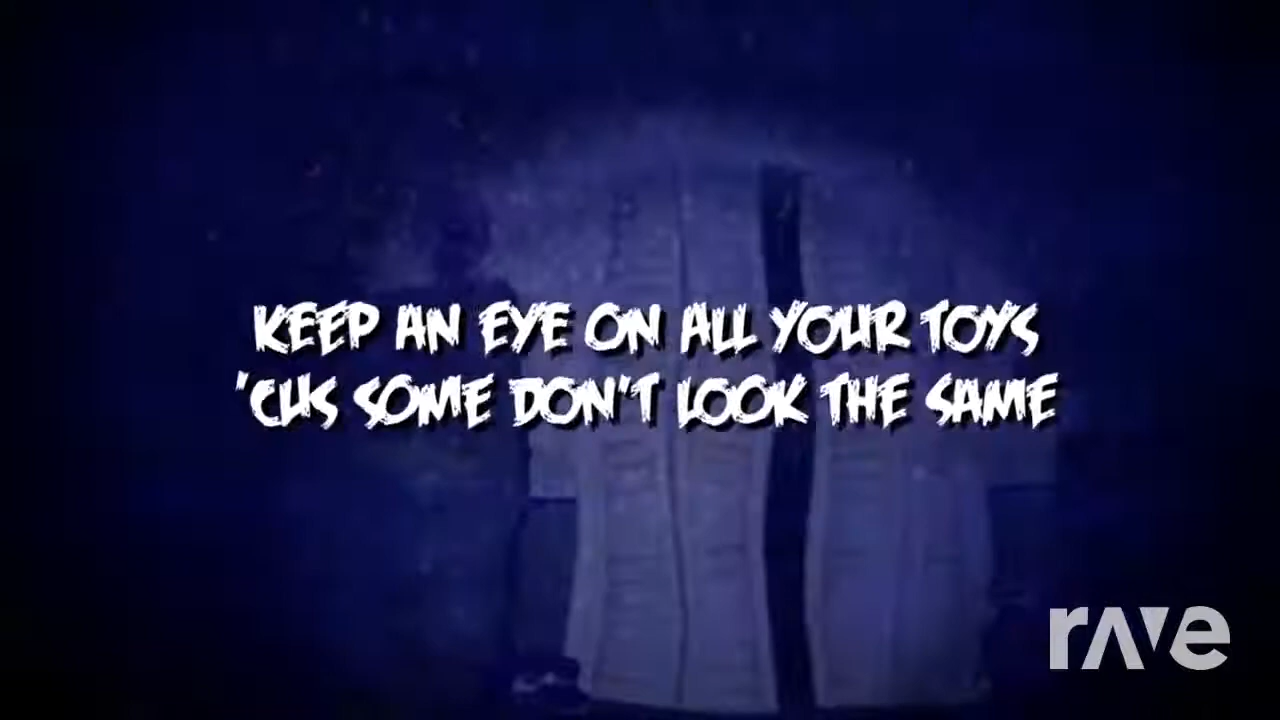 KEEP AN EYE ON ALL YOUR TOYS
'CUS SOME DON'T LOOK THE SAME
rave